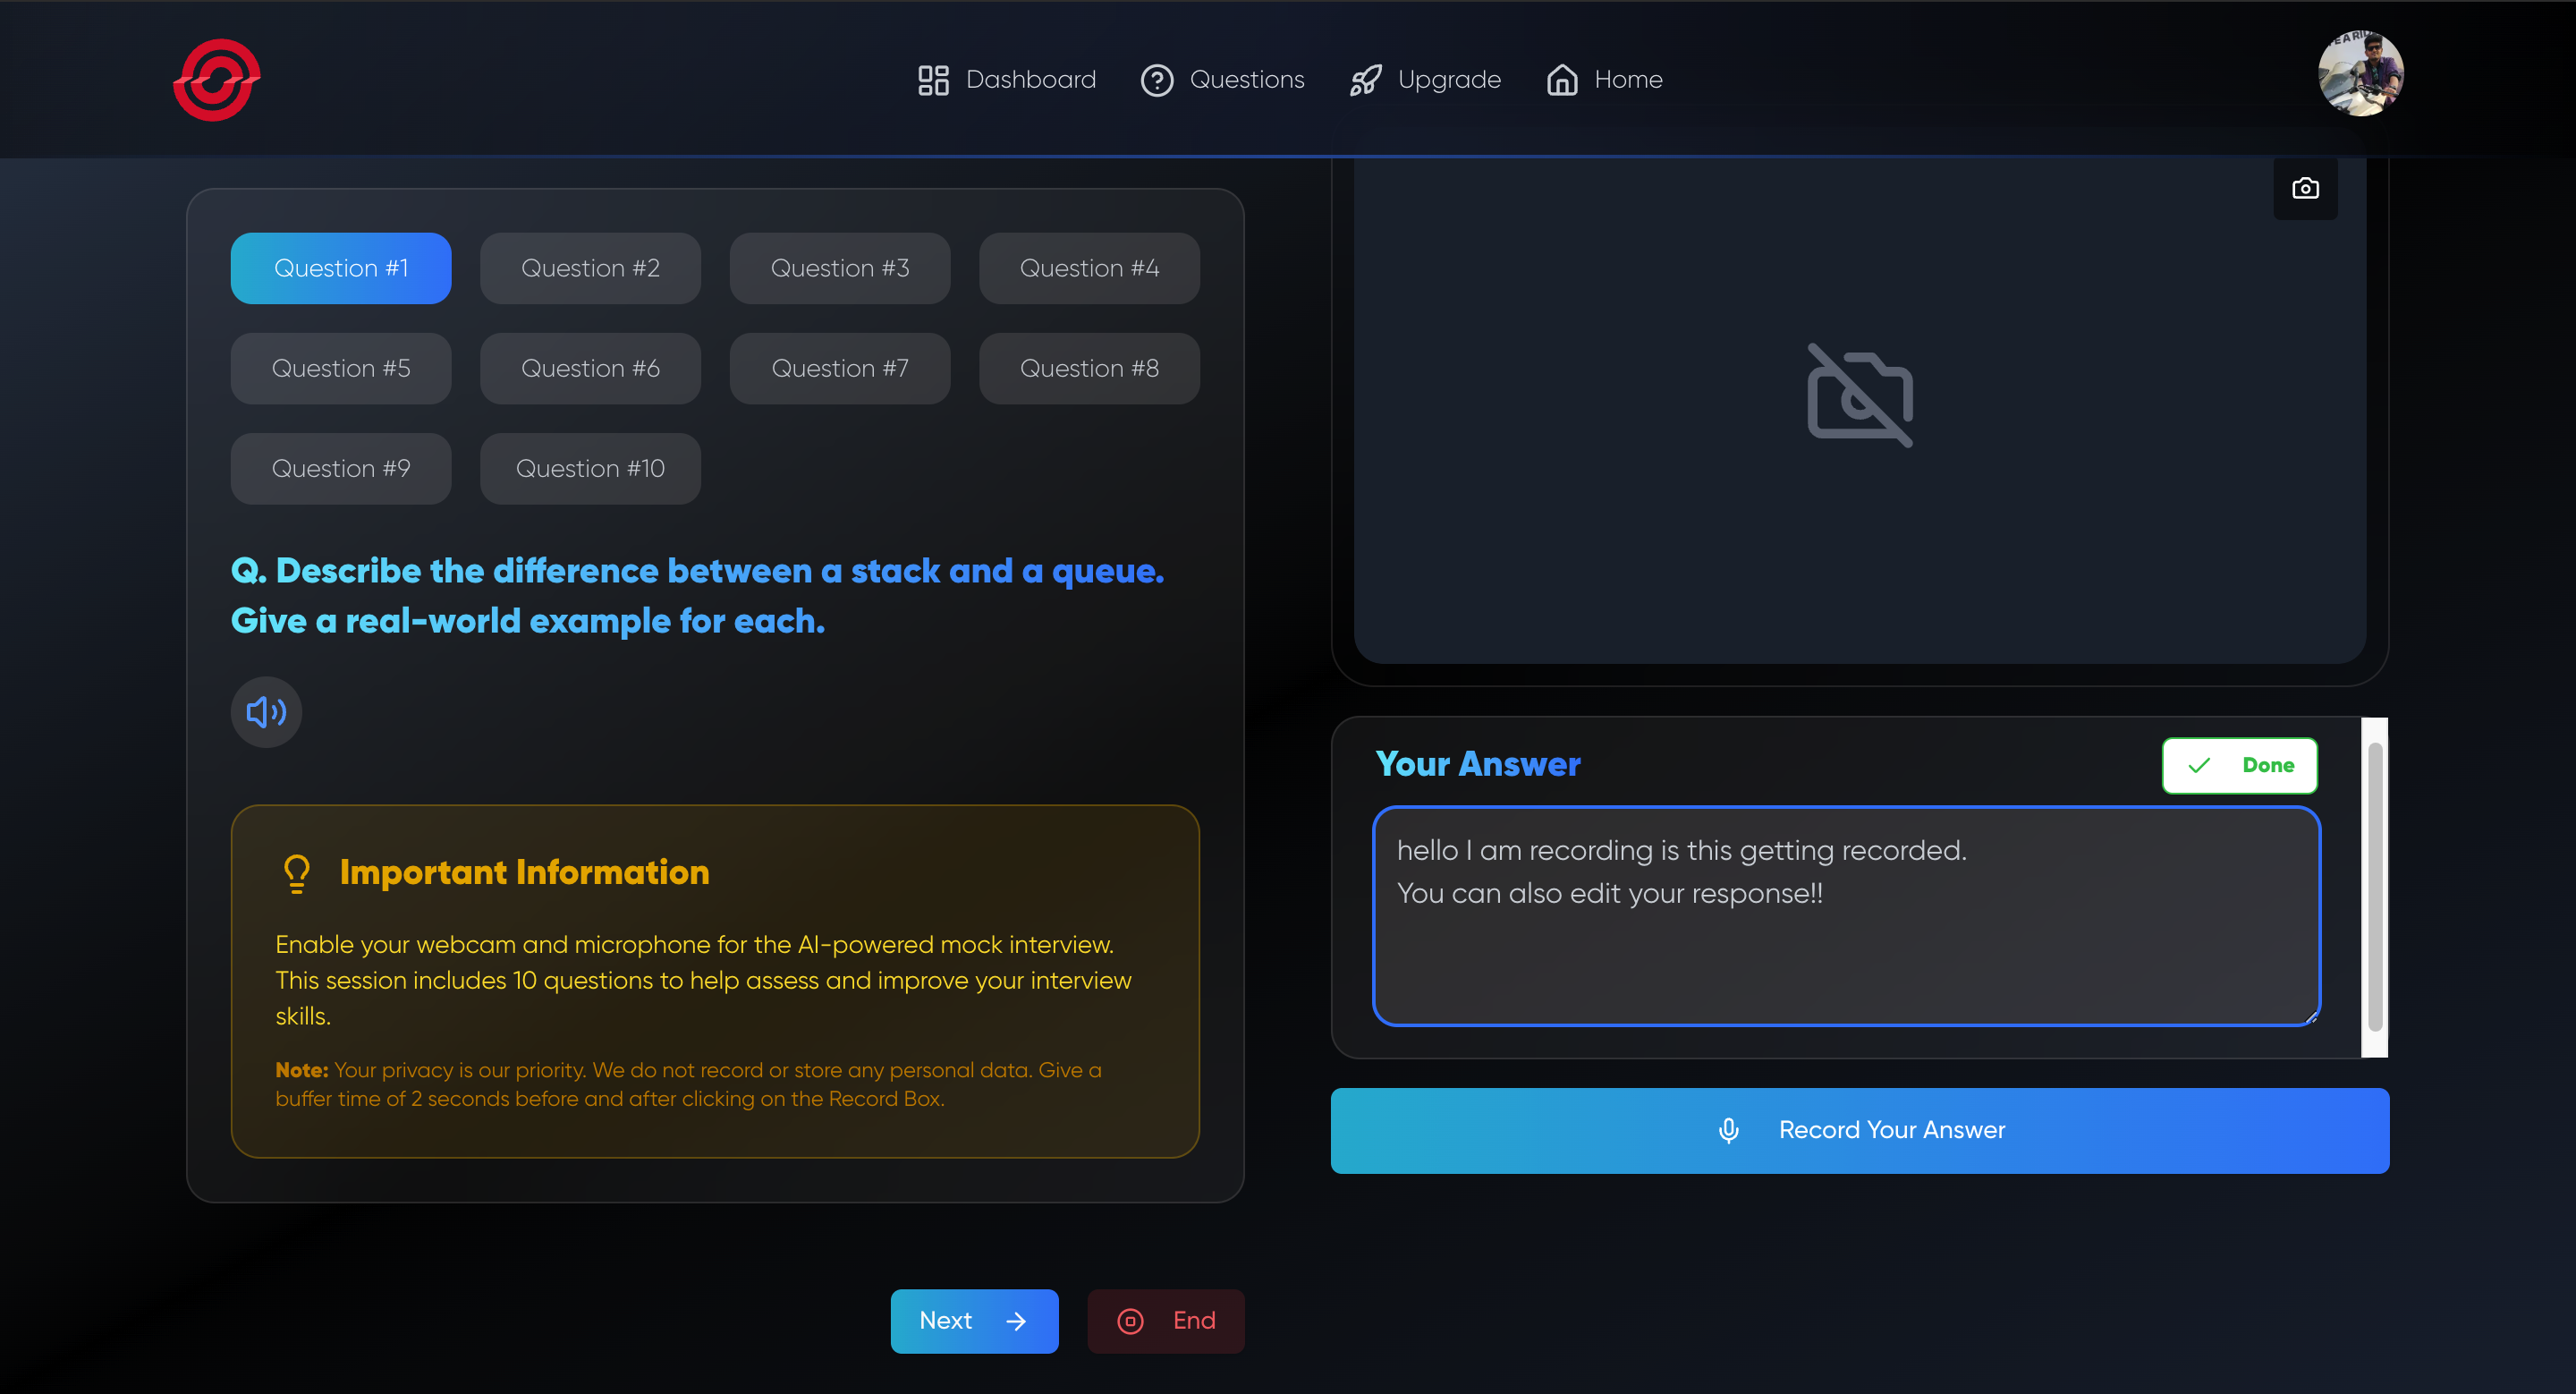 Dashboard
Questions
Upgrade
Home
Question #1
Question #2
Question #3
Question #4
Question #5
Question #6
Question #7
Question #8
Question #9
Question #10
Q. Describe the difference between a stack and a queue.
Give a real-world example for each.
Important Information
Enable your webcam and microphone for the AI-powered mock interview.
This session includes 10 questions to help assess and improve your interview
skills.
Note: Your privacy is our priority. We do not record or store any personal data. Give a
buffer time of 2 seconds before and after clicking on the Record Box.
Next
End
Your Answer
Done
hello I am recording is this getting recorded.
You can also edit your response!!
Record Your Answer